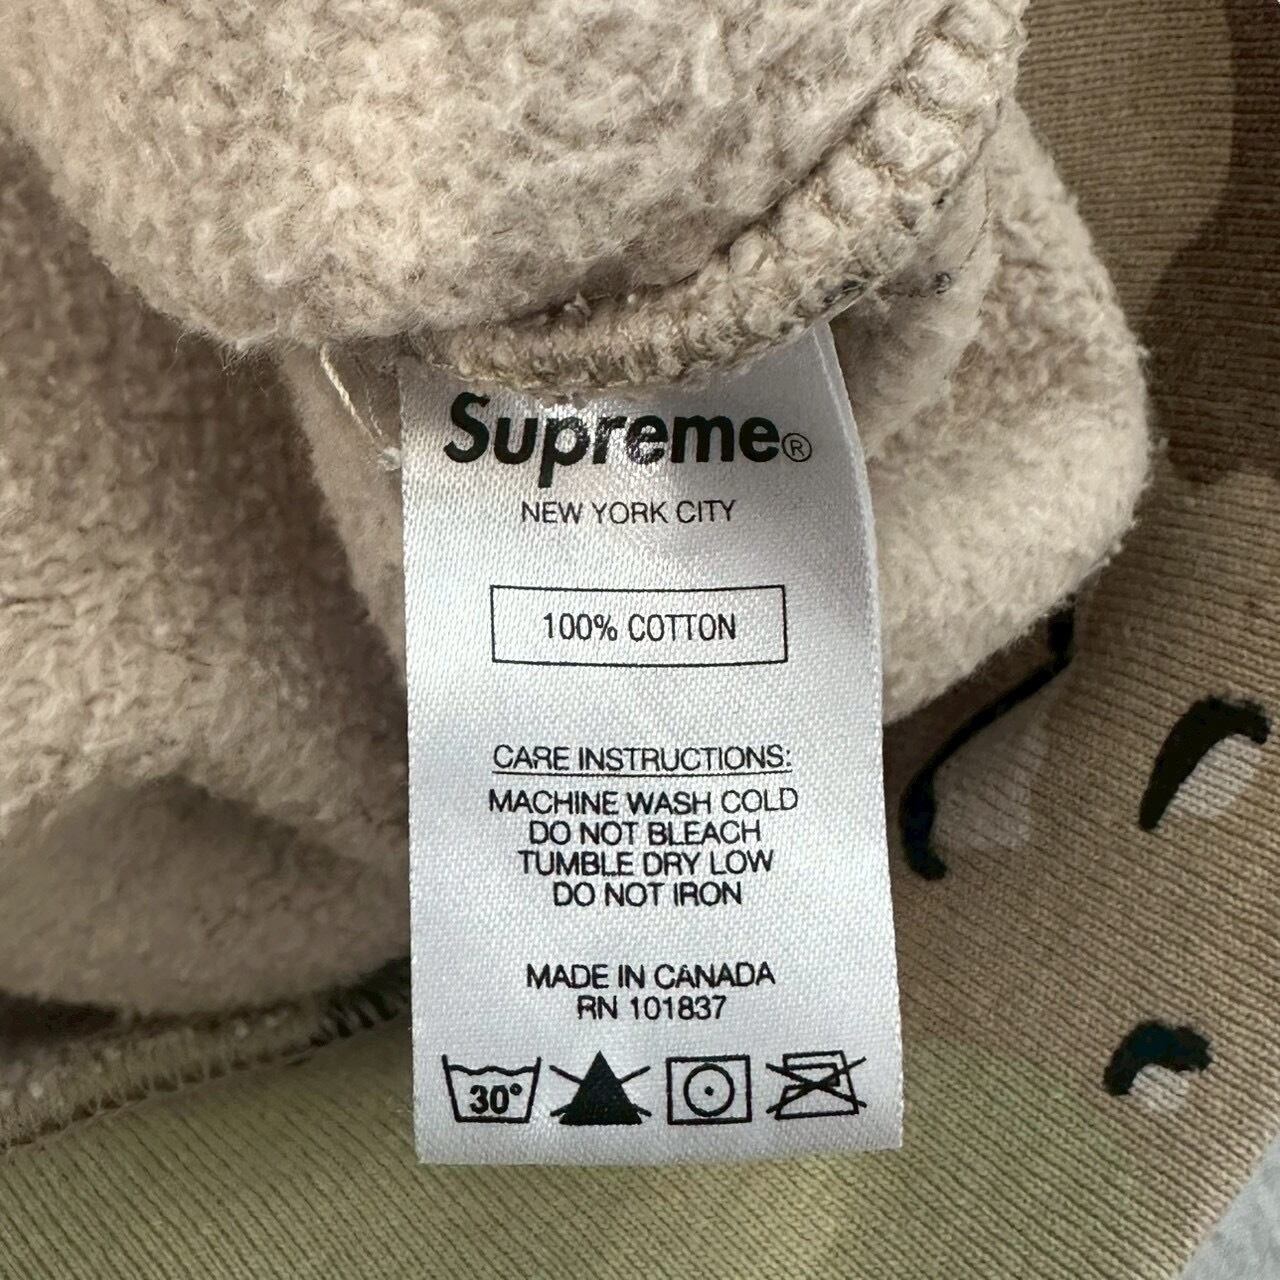 Supreme®
NEW YORK CITY
100% COTTON
CARE INSTRUCTIONS:
MACHINE WASH COLD
DO NOT BLEACH
TUMBLE DRY LOW
DO NOT IRON
MADE IN CANADA
RN 101837
30°